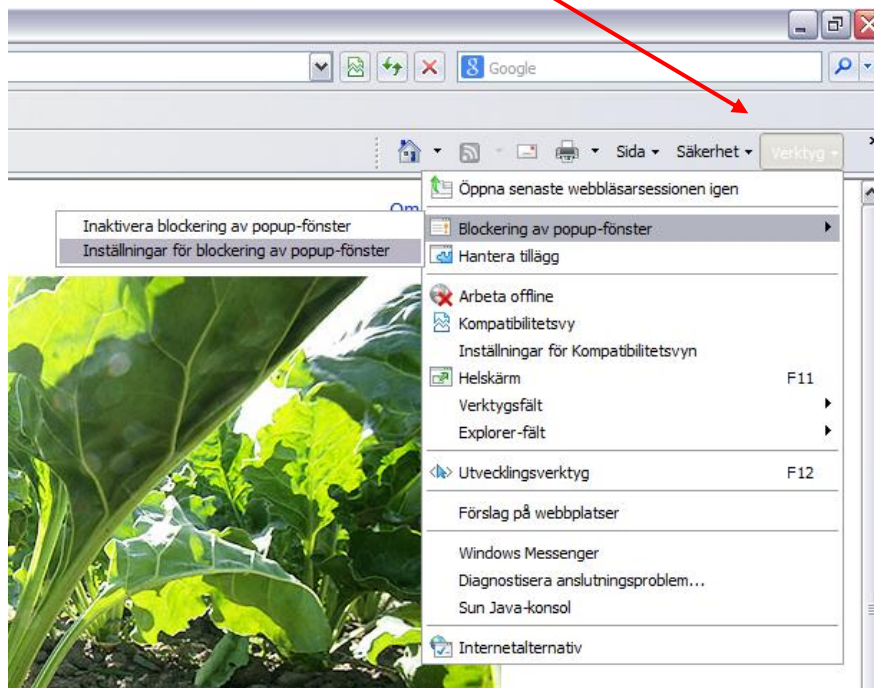 Google
Sida Säkerhet Verktyg
Öppna senaste webbläsarsessionen igen
Om
Blockering av popup-fönster
Inaktivera blockering av popup-fönster
Inställningar för blockering av popup-fönster
Hantera tillägg
Arbeta offline
Kompatibilitetsvy
Inställningar för Kompatibilitetsvyn
Helskärm F11
Verktygsfält
Explorer-fält
Utvecklingsverktyg F12
Förslag på webbplatser
Windows Messenger
Diagnostisera anslutningsproblem...
Sun Java-konsol
Internetalternativ